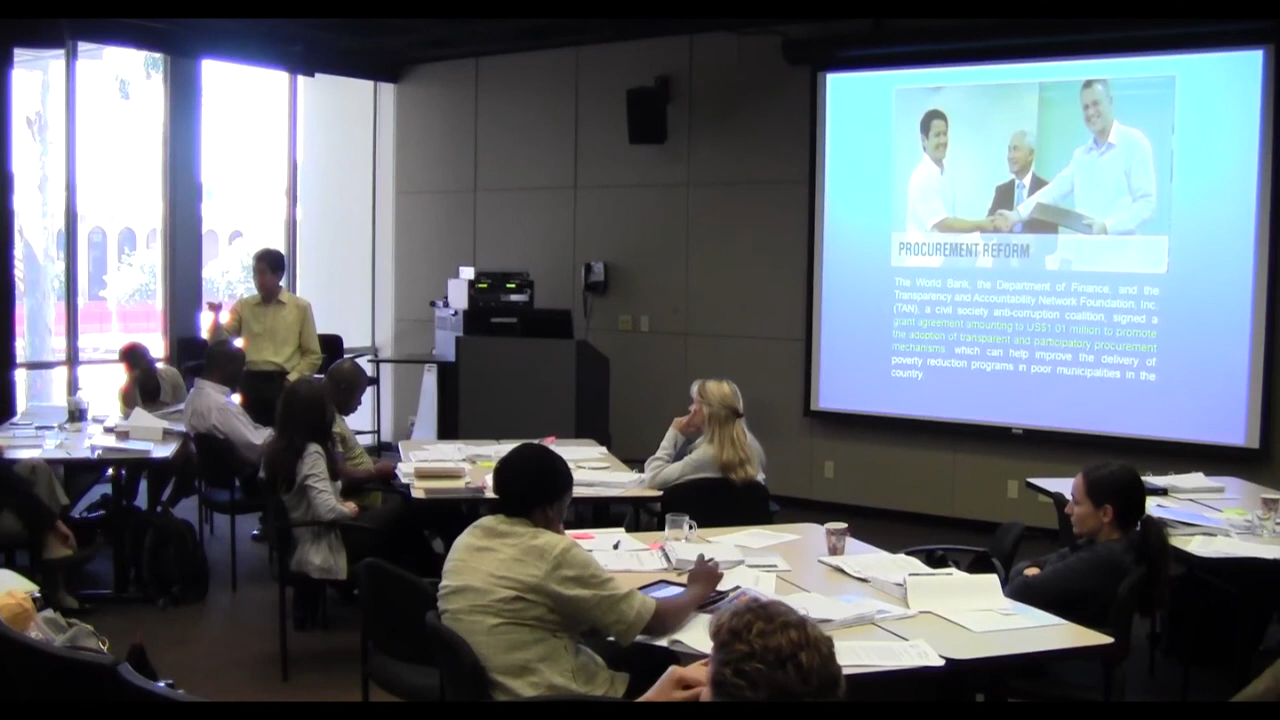 PROCUREMENT REFORM
The World Bank, the Department of Finance, and the
Transparency and Accountability Network Foundation, Inc.
(TAN), a civil society anti-corruption coalition, signed a
grant agreement amounting to US$1.01 million to promote
the adoption of transparent and participatory procurement
mechanisms, which can help improve the delivery of
poverty reduction programs in poor municipalities in the
country